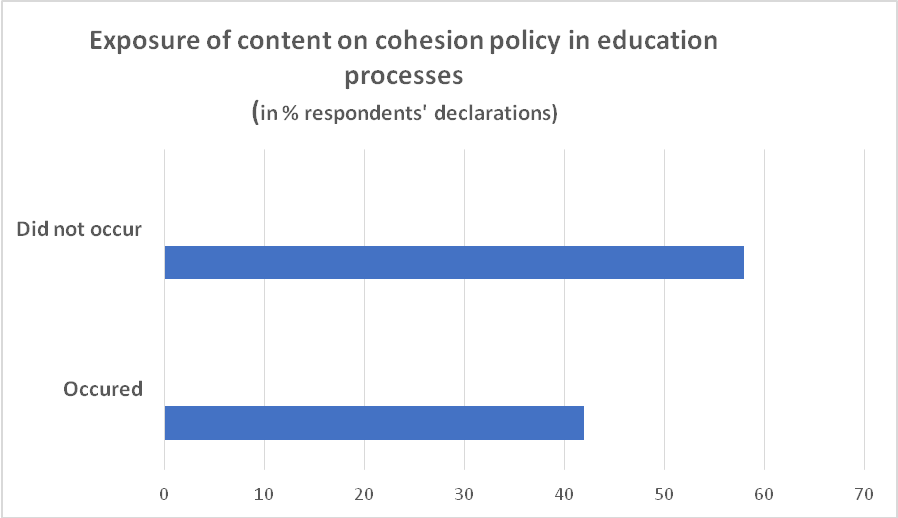 Exposure of content on cohesion policy in education
processes
(in % respondents' declarations)
Did not occur
Occured
0 10 20 30 40 50 60 70